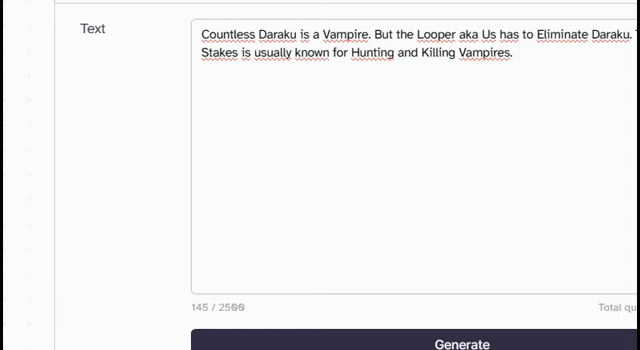 Text
Countless Daraku is a Vampire. But the Looper aka Us has to Eliminate Daraku.
Stakes is usually known for Hunting and Killing Vampires.
145 / 2500
Total
Generate